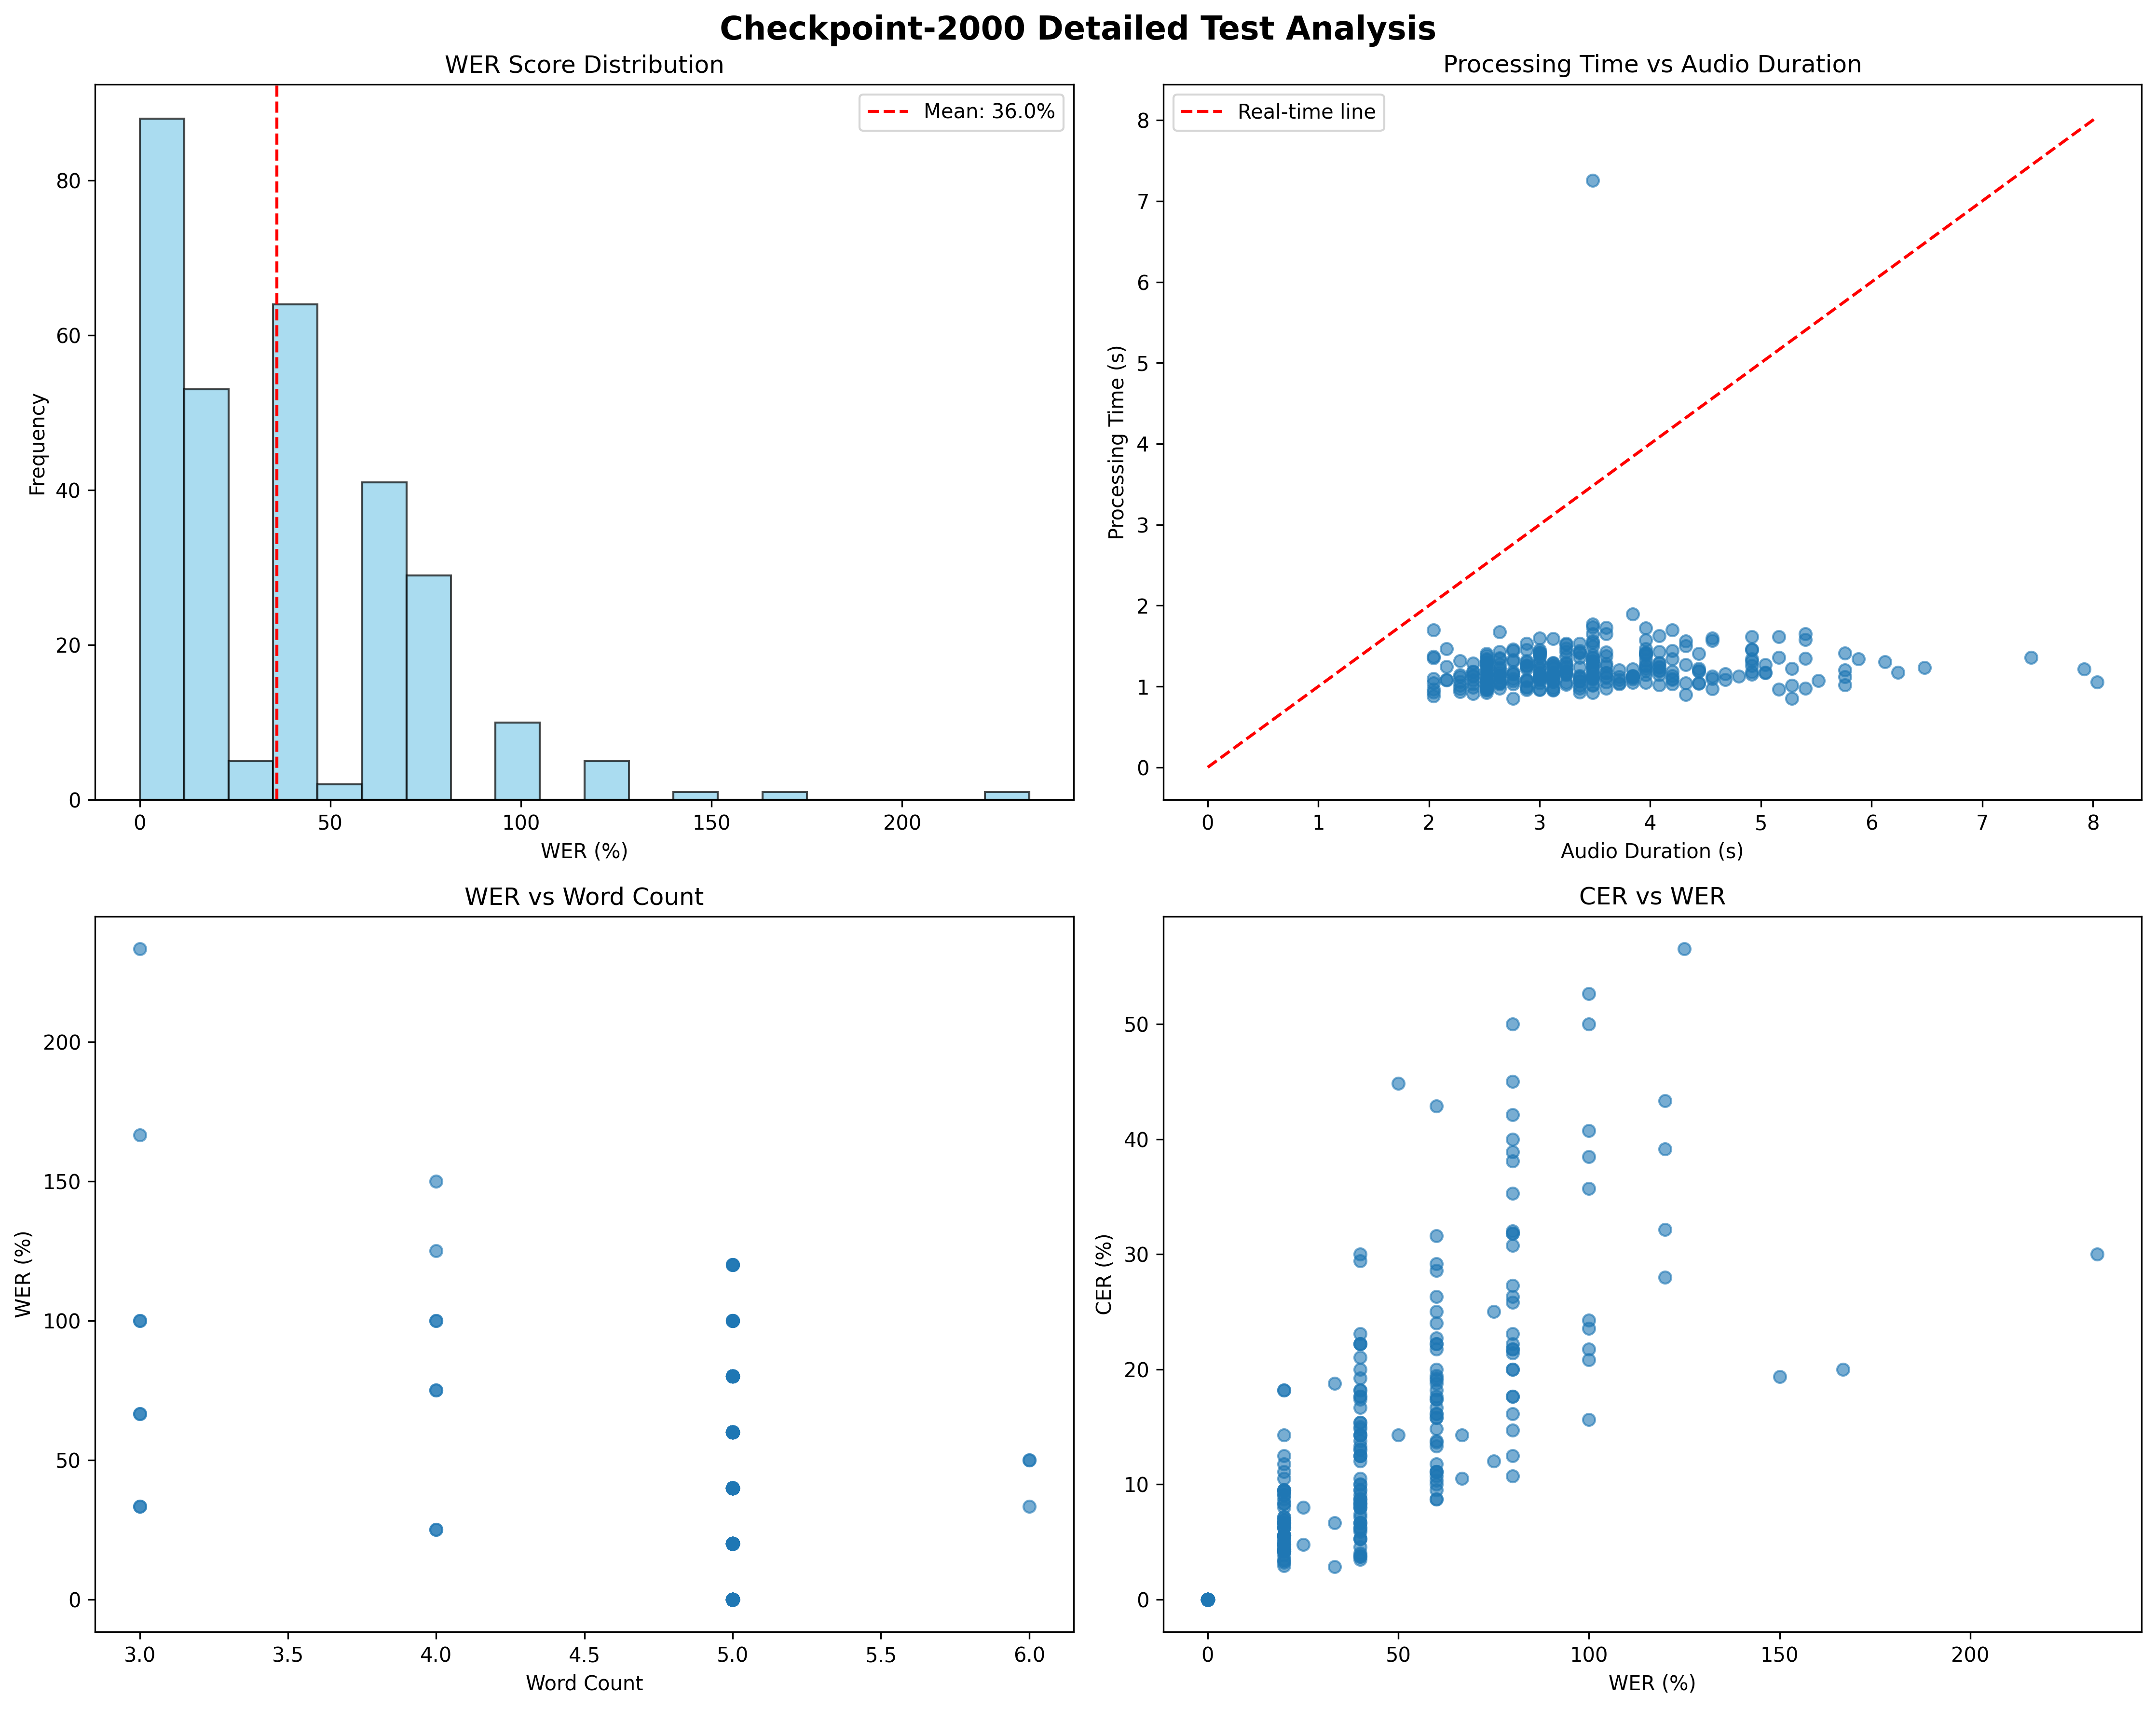 Checkpoint-2000 Detailed Test Analysis
WER Score Distribution
Mean: 36.0%
Frequency
80
60
40
20
0
0 50 100 150 200
WER (%)
Processing Time vs Audio Duration
Real-time line
Processing Time (s)
8
7
6
5
4
3
2
1
0
0 1 2 3 4 5 6 7 8
Audio Duration (s)
WER vs Word Count
WER (%)
200
150
100
50
0
3.0 3.5 4.0 4.5 5.0 5.5 6.0
Word Count
CER vs WER
CER (%)
50
40
30
20
10
0
0 50 100 150 200
WER (%)